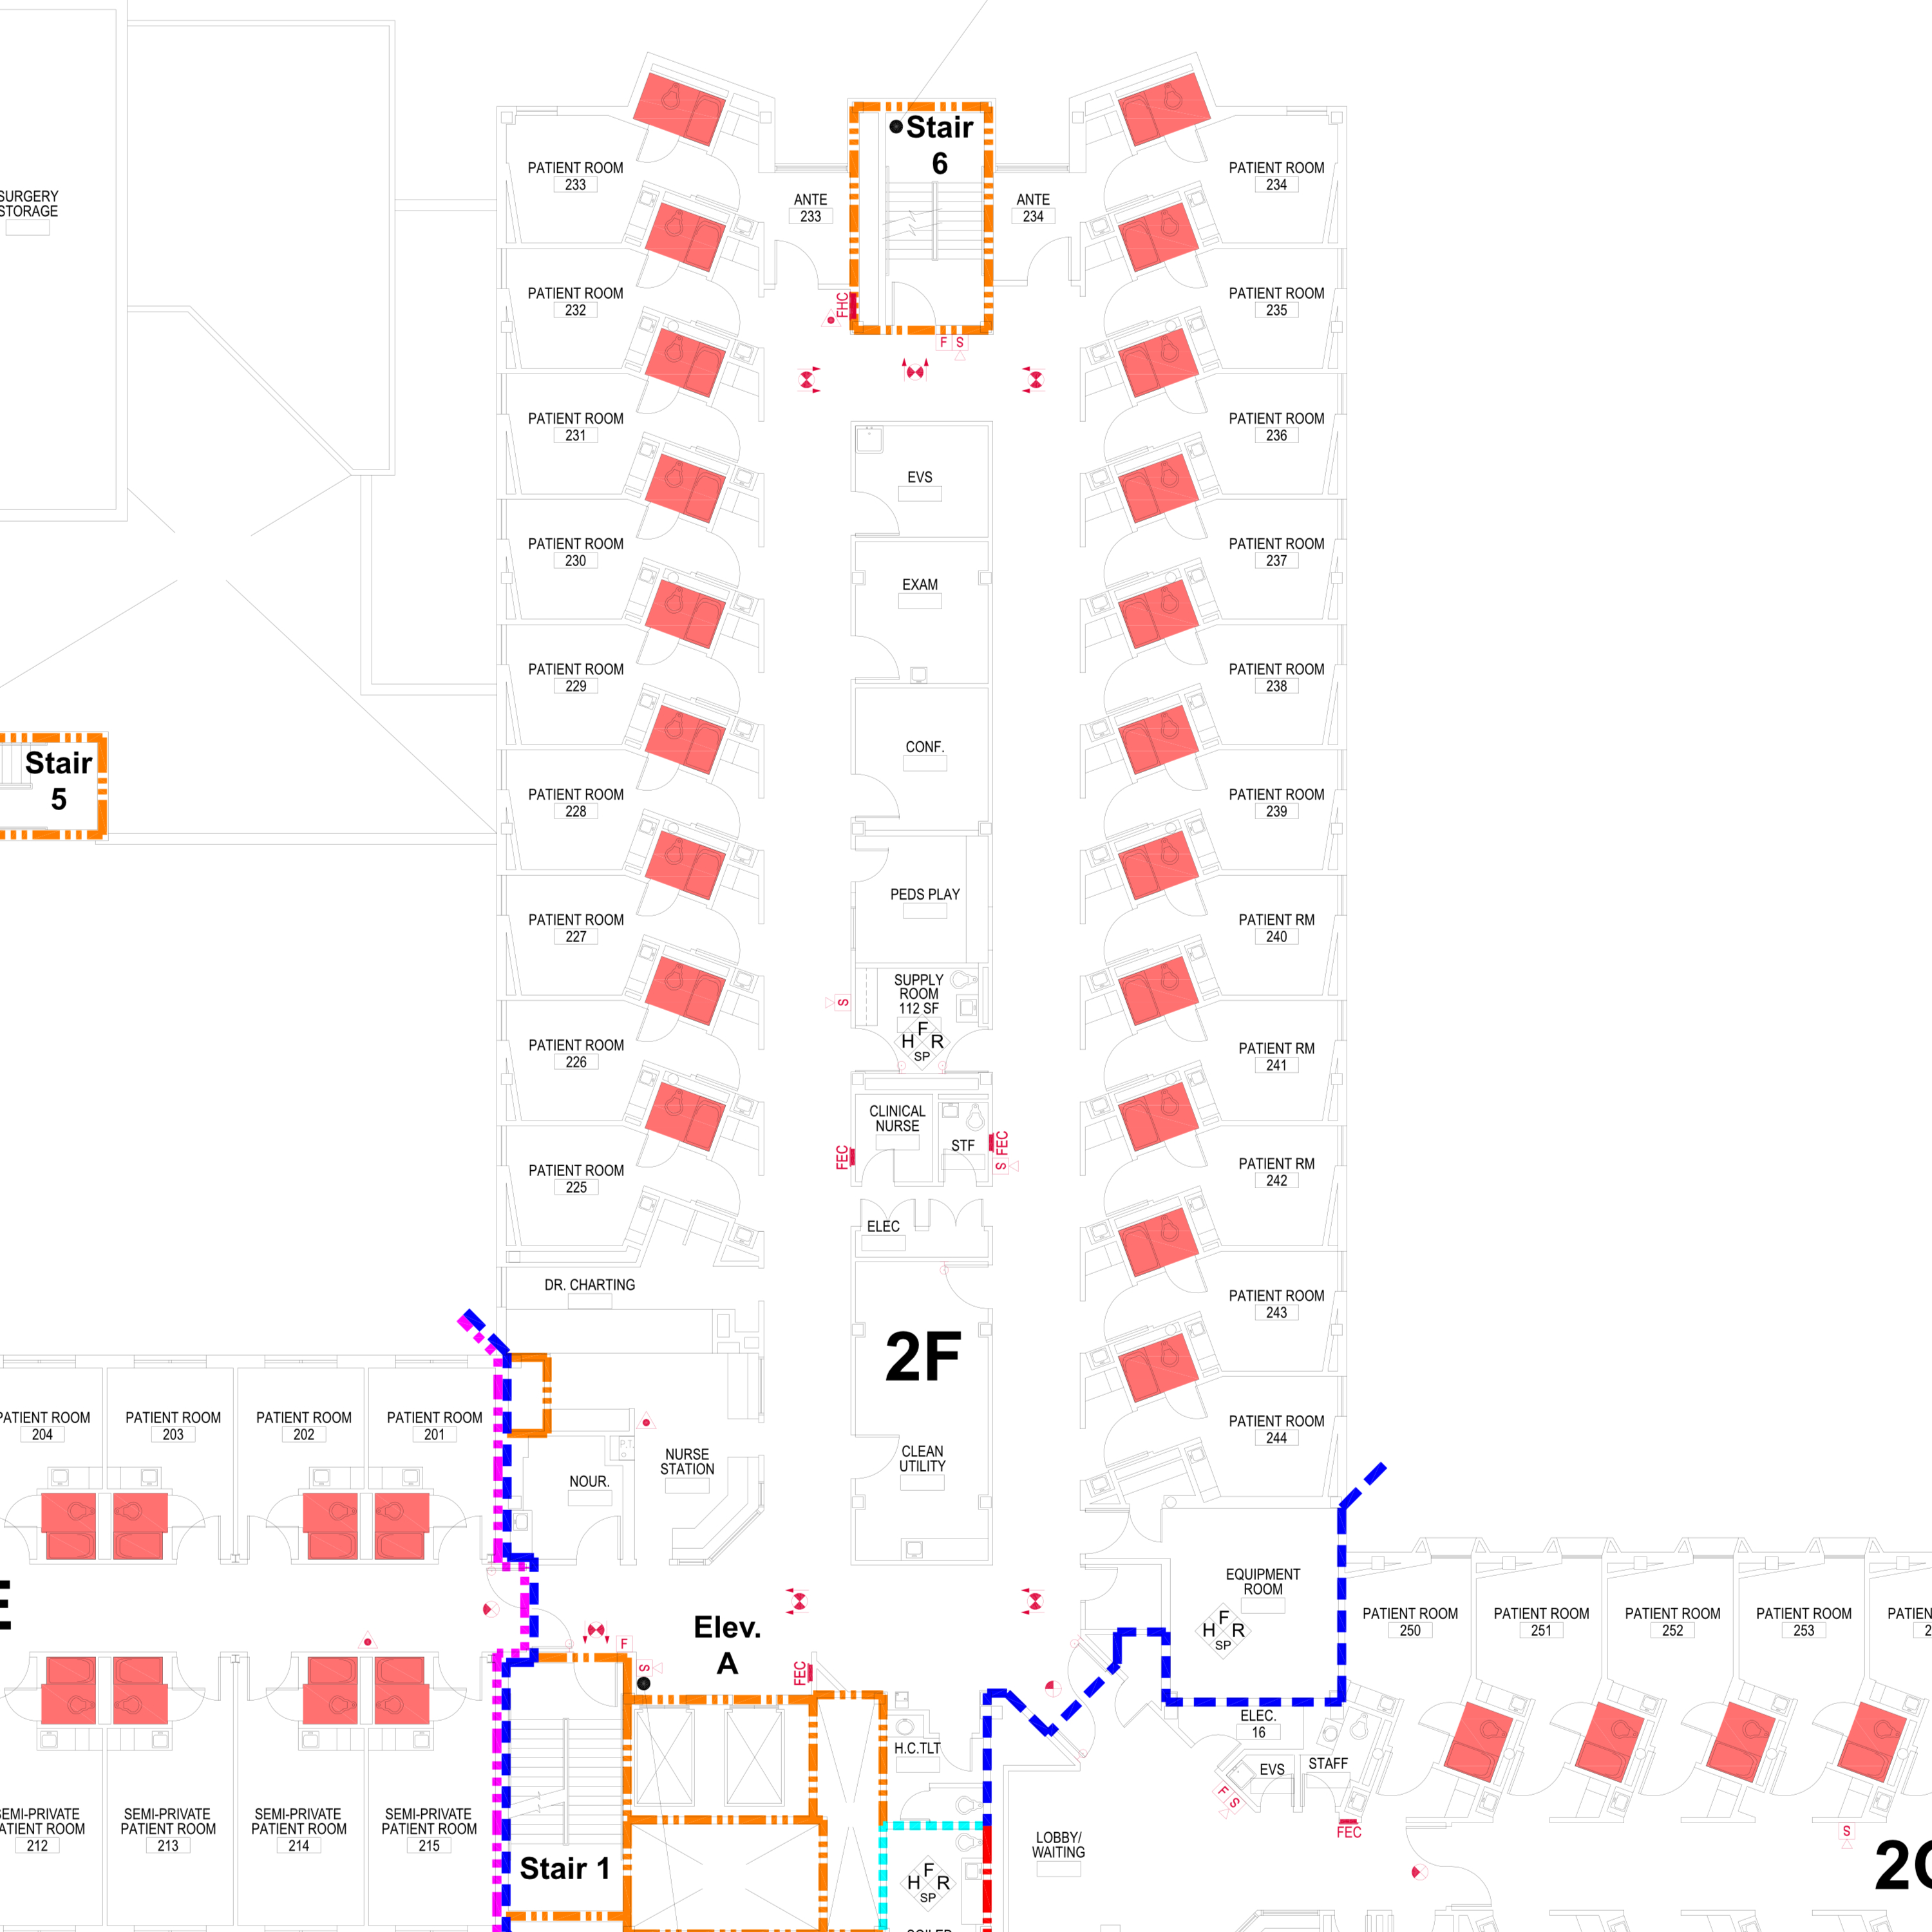 Stair
6
PATIENT ROOM
233
ANTE
233
ANTE
234
PATIENT ROOM
234
SURGERY
STORAGE
FHC
F
S
PATIENT ROOM
232
PATIENT ROOM
235
PATIENT ROOM
231
PATIENT ROOM
236
EVS
PATIENT ROOM
230
PATIENT ROOM
237
EXAM
PATIENT ROOM
229
PATIENT ROOM
238
Stair
5
CONF.
PATIENT ROOM
228
PATIENT ROOM
239
PEDS PLAY
PATIENT ROOM
227
PATIENT RM
240
SUPPLY
ROOM
112 SF
F
H R
SP
S
PATIENT ROOM
226
PATIENT RM
241
CLINICAL
NURSE
STF
FEC
FEC
S
PATIENT ROOM
225
PATIENT RM
242
ELEC
DR. CHARTING
PATIENT ROOM
243
2F
PATIENT ROOM
204
PATIENT ROOM
203
PATIENT ROOM
202
PATIENT ROOM
201
P.T.
NURSE
STATION
NOUR.
CLEAN
UTILITY
PATIENT ROOM
244
E
Elev.
A
F
S
FEC
EQUIPMENT
ROOM
F
H R
SP
PATIENT ROOM
250
PATIENT ROOM
251
PATIENT ROOM
252
PATIENT ROOM
253
ELEC.
16
H.C.TLT
EVS
STAFF
F
S
FEC
S
SEMI-PRIVATE
PATIENT ROOM
212
SEMI-PRIVATE
PATIENT ROOM
213
SEMI-PRIVATE
PATIENT ROOM
214
SEMI-PRIVATE
PATIENT ROOM
215
Stair 1
F
H R
SP
LOBBY/
WAITING